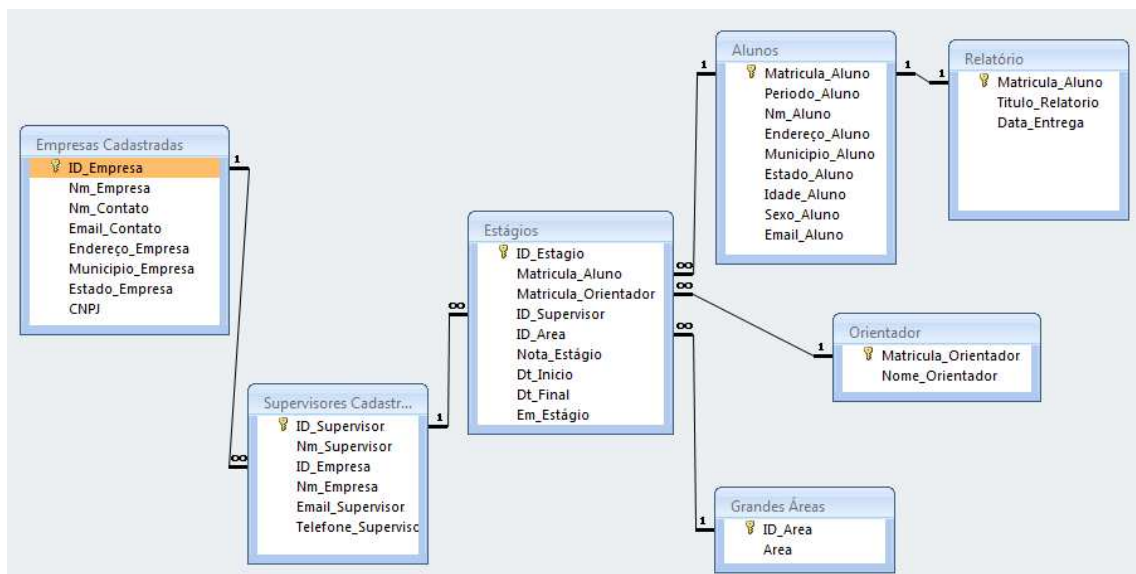 Empresas Cadastradas
1
ID_Empresa
Nm_Empresa
Nm_Contato
Email_Contato
Endereço_Empresa
Municipio_Empresa
Estado_Empresa
CNPJ
Supervisores Cadastr...
1
∞
ID_Supervisor
Nm_Supervisor
ID_Empresa
Nm_Empresa
Email_Supervisor
Telefone_Superviso
Estágios
∞
ID_Estagio
Matricula_Aluno
Matricula_Orientador
ID_Supervisor
ID_Area
Nota_Estágio
Dt_Inicio
Dt_Final
Em_Estágio
∞
∞
∞
Alunos
1
1
Matricula_Aluno
Periodo_Aluno
Nm_Aluno
Endereço_Aluno
Municipio_Aluno
Estado_Aluno
Idade_Aluno
Sexo_Aluno
Email_Aluno
Relatório
1
Matricula_Aluno
Titulo_Relatorio
Data_Entrega
Orientador
1
Matricula_Orientador
Nome_Orientador
Grandes Áreas
1
ID_Area
Area